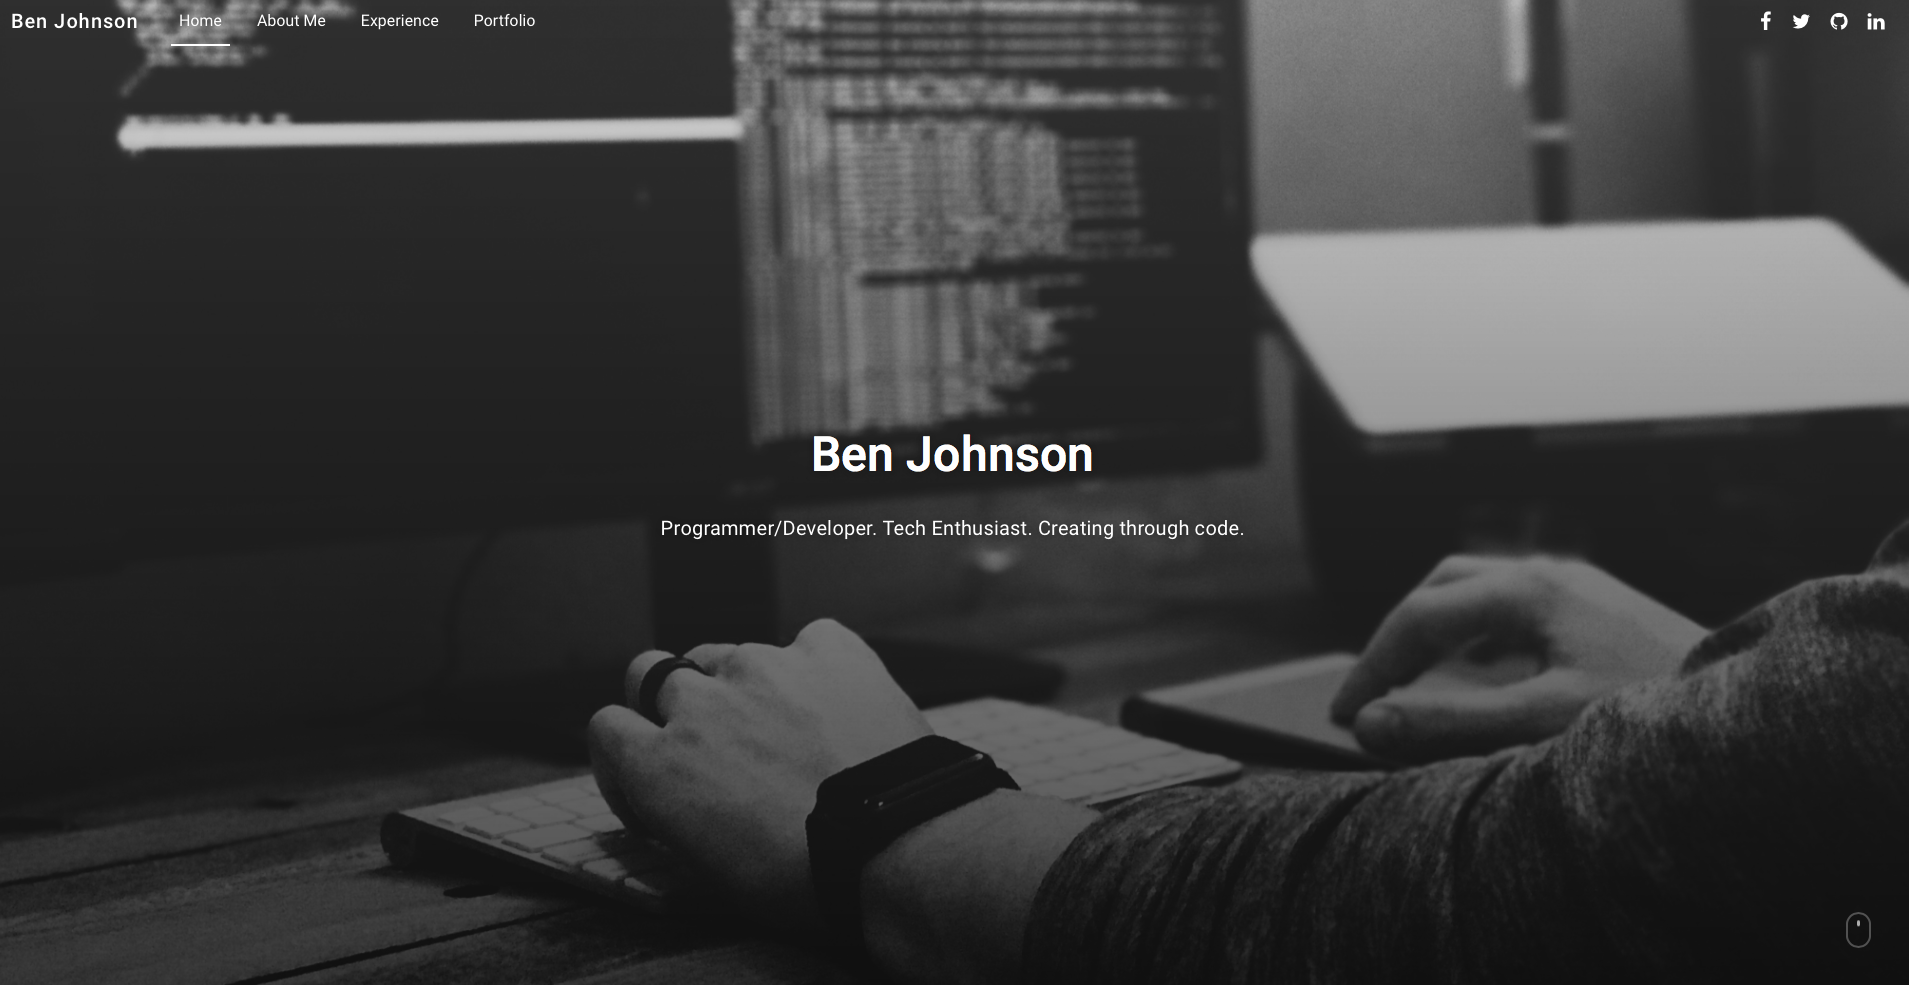 Ben Johnson Home About Me Experience Portfolio
Ben Johnson
Programmer/Developer. Tech Enthusiast. Creating through code.